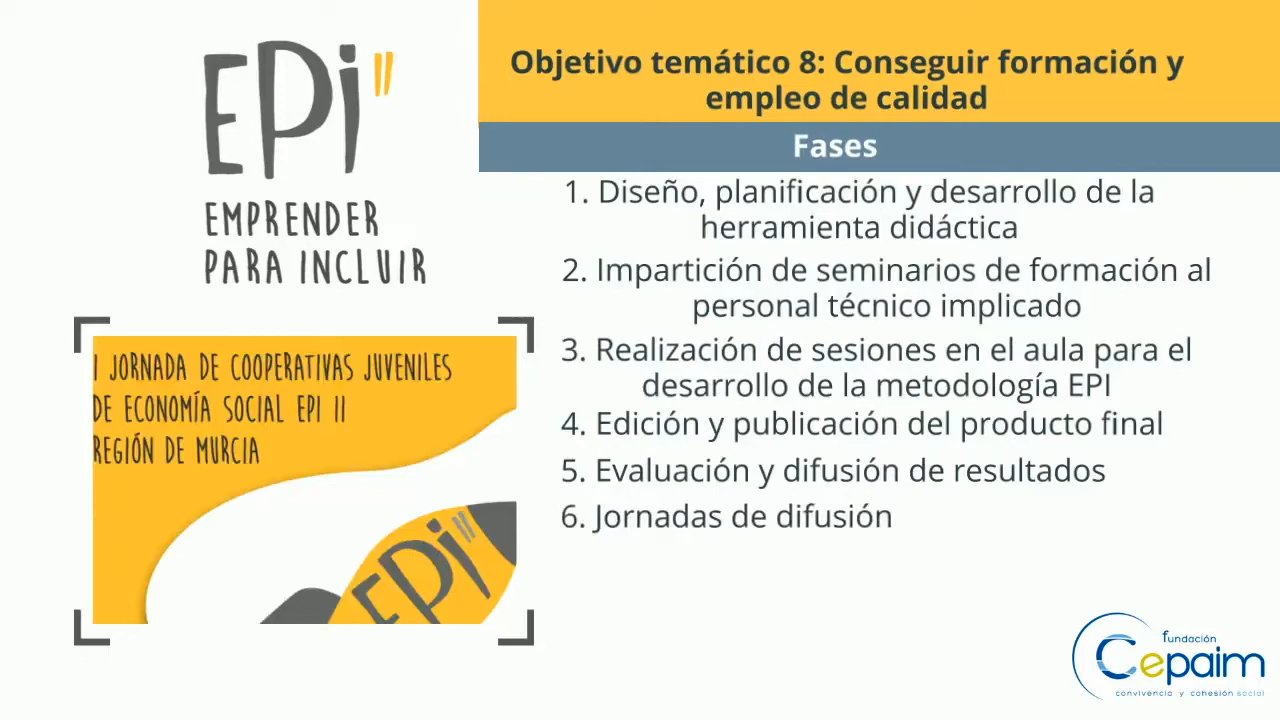 EPI II
EMPRENDER
PARA INCLUIR
I JORNADA DE COOPERATIVAS JUVENILES
DE ECONOMÍA SOCIAL EPI II
REGIÓN DE MURCIA
EPI II
Objetivo temático 8: Conseguir formación y
empleo de calidad
Fases
1. Diseño, planificación y desarrollo de la
herramienta didáctica
2. Impartición de seminarios de formación al
personal técnico implicado
3. Realización de sesiones en el aula para el
desarrollo de la metodología EPI
4. Edición y publicación del producto final
5. Evaluación y difusión de resultados
6. Jornadas de difusión
fundación
Cepaim
convivencia y cohesión social